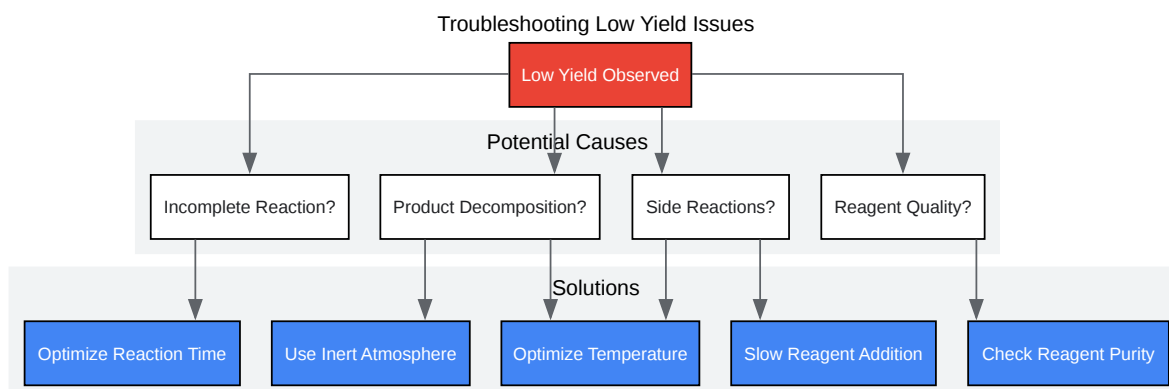 Troubleshooting Low Yield Issues
Low Yield Observed
Potential Causes
Incomplete Reaction?
Product Decomposition?
Side Reactions?
Reagent Quality?
Solutions
Optimize Reaction Time
Use Inert Atmosphere
Optimize Temperature
Slow Reagent Addition
Check Reagent Purity